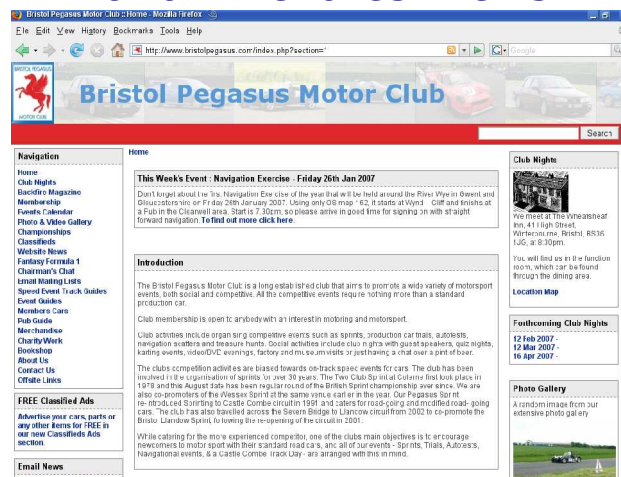 Bristol Pegasus Motor Club :: Home - Mozilla Firefox
File Edit View History Bookmarks Tools Help
http://www.bristolpegasus.com/index.php?section=
Google
BRISTOL PEGASUS
MOTOR CLUB
Bristol Pegasus Motor Club
Search
Navigation
Home
Club Nights
Backfire Magazine
Membership
Events Calendar
Photo & Video Gallery
Championships
Classifieds
Website News
Fantasy Formula 1
Chairman's Chat
Email Mailing Lists
Speed Event Track Guides
Event Guides
Members Cars
Pub Guide
Merchandise
Charity Work
Bookshop
About Us
Contact Us
Offsite Links
FREE Classified Ads
Advertise your cars, parts or
any other items for FREE in
our new Classifieds Ads
section.
Email News
Home
This Week's Event : Navigation Exercise - Friday 26th Jan 2007
Don't forget about the first Navigation Exercise of the year that will be held around the River Wye in Gwent and
Gloucestershire on Friday 26th January 2007. Using only OS map 162, it starts at Wynd Cliff and finishs at
a Pub in the Clearwell area. Start is 7.30pm, so please arrive in good time for signing on with straight
forward navigation. To find out more click here.
Introduction
The Bristol Pegasus Motor Club is a long established club that aims to promote a wide variety of motorsport
events, both social and competitive. All the competitive events require nothing more than a standard
production car.
Club membership is open to anybody with an interest in motoring and motorsport.
Club activities include organising competitive events such as sprints, production car trials, autotests,
navigation scatters and treasure hunts. Social activities include club nights with guest speakers, quiz nights,
karting events, video/DVD evenings, factory and museum visits or just having a chat over a pint of beer.
The clubs competition activities are biased towards on-track speed events for cars. The club has been
involved in the organisation of sprints for over 30 years. The Two Club Sprint at Colerne first took place in
1978 and this August date has been regular round of the British Sprint championship ever since. We are
also co-promoters of the Wessex Sprint at the same venue earlier in the year. Our Pegasus Sprint
re-introduced Sprinting to Castle Combe circuit in 1991 and caters for road-going and modified road-going
cars. The club has also travelled across the Severn Bridge to Llandow circuit from 2002 to co-promote the
Bristol Llandow Sprint, following the re-opening of the circuit in 2001.
While catering for the more experienced competitor, one of the clubs main objectives is to encourage
newcomers to motor sport with their standard road cars, and all of our events - Sprints, Trials, Autotests,
Navigational events, & a Castle Combe Track Day - are arranged with this in mind.
Club Nights
We meet at The Wheatsheaf
Inn, 41 High Street,
Winterbourne, Bristol, BS36
1JG, at 8:30pm.
You will find us in the function
room, which can be found
through the dining area.
Location Map
Forthcoming Club Nights
12 Feb 2007 -
12 Mar 2007 -
16 Apr 2007 -
Photo Gallery
A random image from our
extensive photo gallery